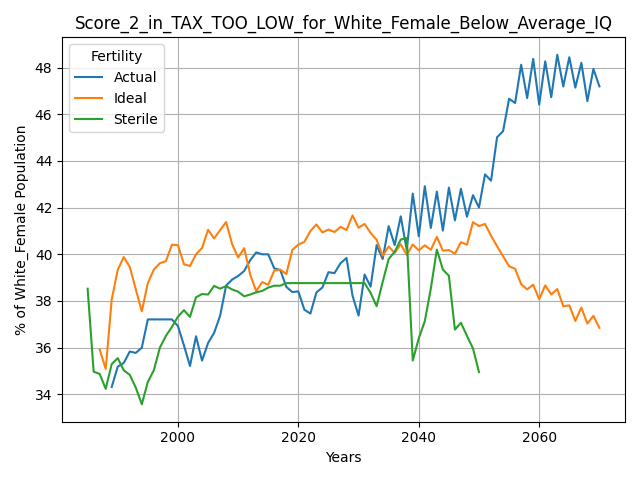 Score_2_in_TAX_TOO_LOW_for_White_Female_Below_Average_IQ
Fertility
Actual
Ideal
Sterile
% of White_Female Population
48
46
44
42
40
38
36
34
2000
2020
2040
2060
Years